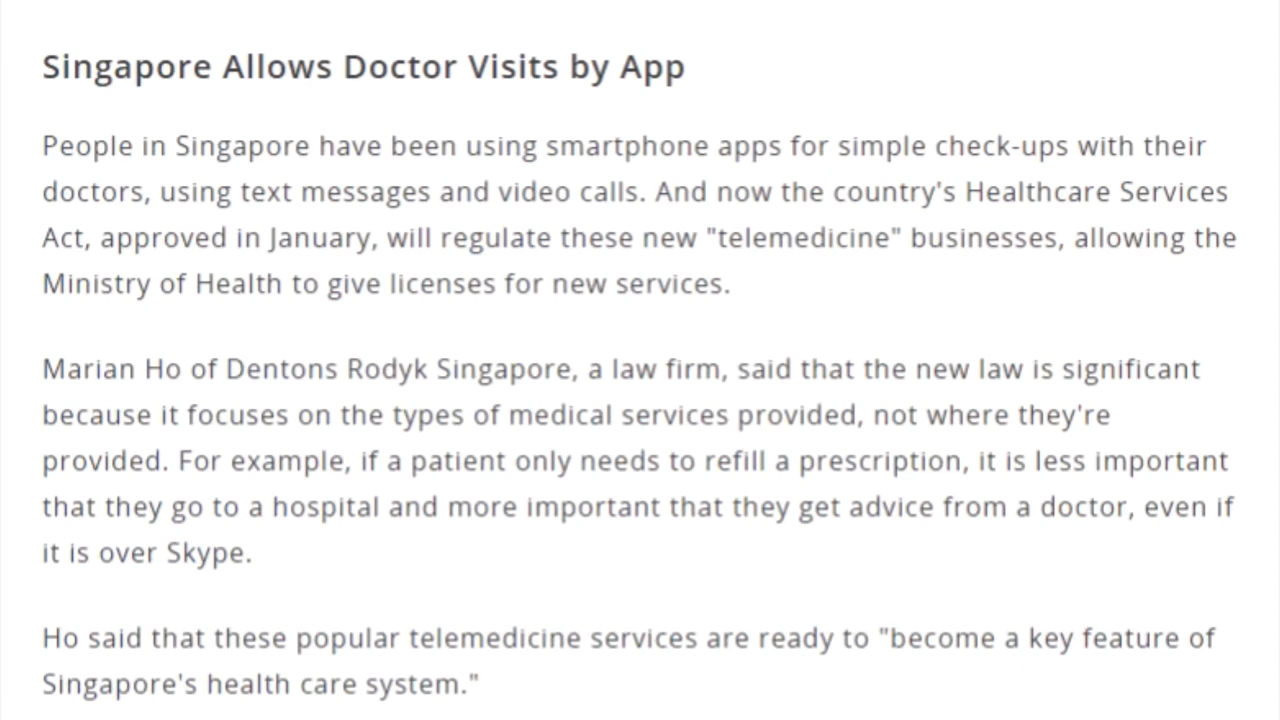 Singapore Allows Doctor Visits by App
People in Singapore have been using smartphone apps for simple check-ups with their
doctors, using text messages and video calls. And now the country's Healthcare Services
Act, approved in January, will regulate these new "telemedicine" businesses, allowing the
Ministry of Health to give licenses for new services.
Marian Ho of Dentons Rodyk Singapore, a law firm, said that the new law is significant
because it focuses on the types of medical services provided, not where they're
provided. For example, if a patient only needs to refill a prescription, it is less important
that they go to a hospital and more important that they get advice from a doctor, even if
it is over Skype.
Ho said that these popular telemedicine services are ready to "become a key feature of
Singapore's health care system."